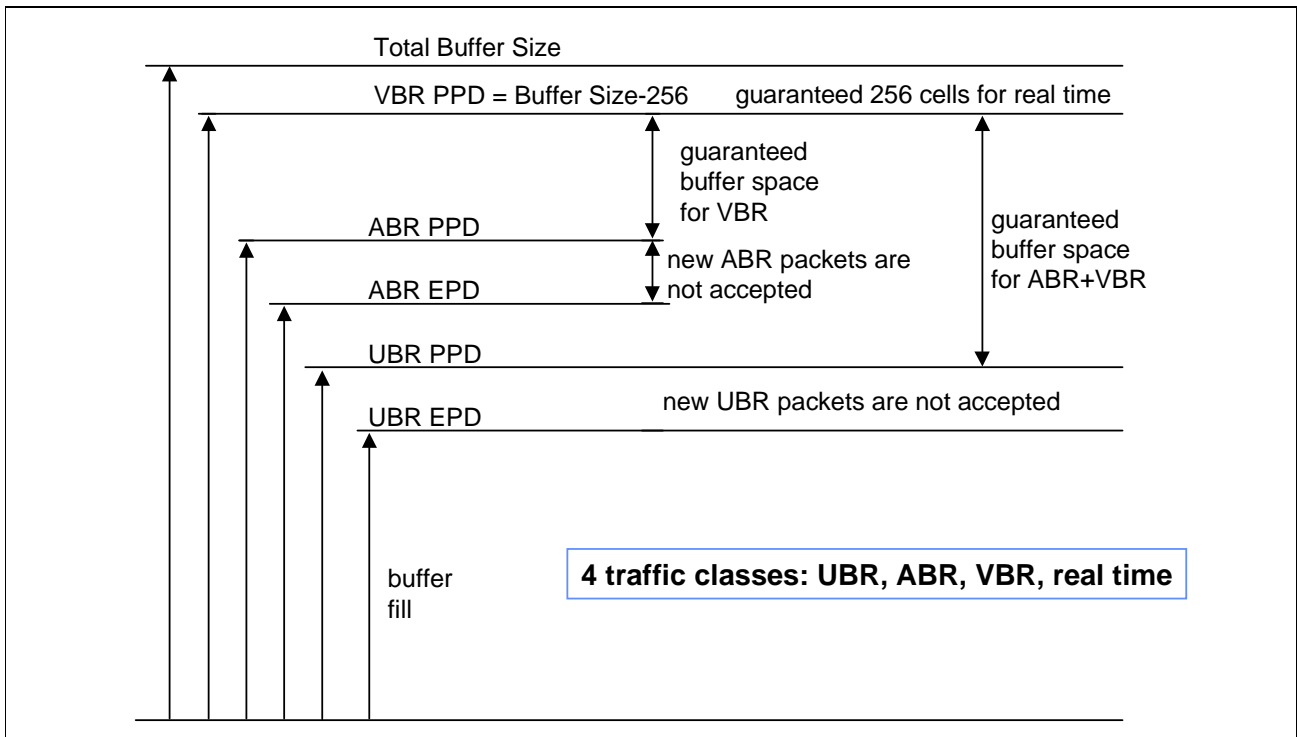 Total Buffer Size
VBR PPD = Buffer Size-256
guaranteed 256 cells for real time
guaranteed
buffer space
for VBR
guaranteed
buffer space
for ABR+VBR
ABR PPD
new ABR packets are
not accepted
ABR EPD
UBR PPD
new UBR packets are not accepted
UBR EPD
buffer
fill
4 traffic classes: UBR, ABR, VBR, real time